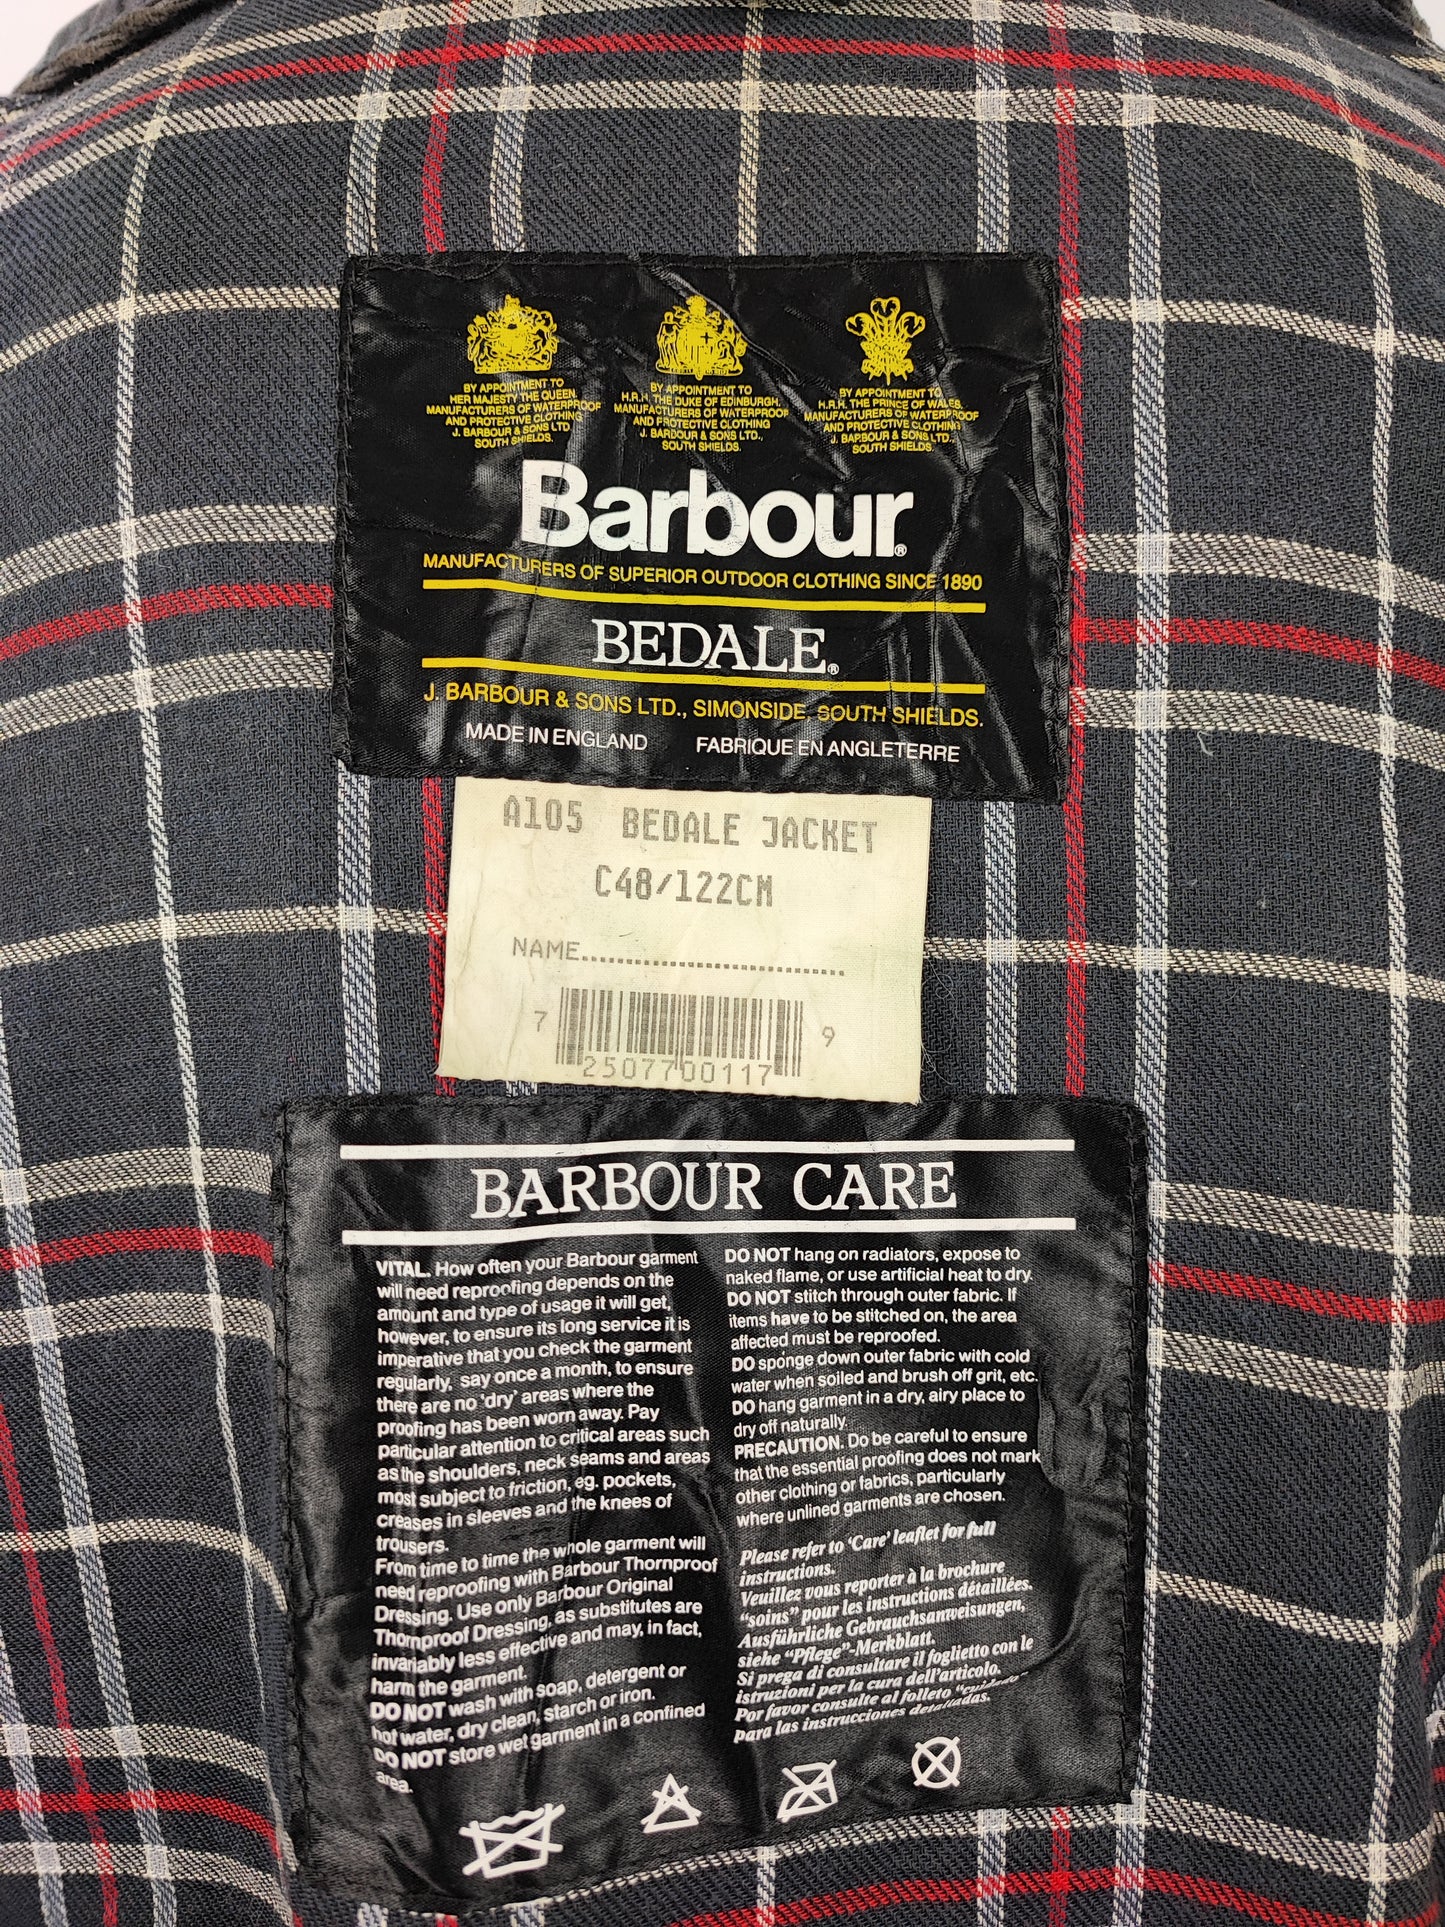 BY APPOINTMENT TO
HER MAJESTY THE QUEEN.
MANUFACTURERS OF WATERPROOF
AND PROTECTIVE CLOTHING
J. BARBOUR & SONS LTD.
SOUTH SHIELDS.
BY APPOINTMENT TO
H.R.H. THE DUKE OF EDINBURGH.
MANUFACTURERS OF WATERPROOF
AND PROTECTIVE CLOTHING
J. BARBOUR & SONS LTD.,
SOUTH SHIELDS.
BY APPOINTMENT TO
H.R.H. THE PRINCE OF WALES.
MANUFACTURERS OF WATERPROOF
AND PROTECTIVE CLOTHING
J. BARBOUR & SONS LTD.,
SOUTH SHIELDS.
Barbour®
MANUFACTURERS OF SUPERIOR OUTDOOR CLOTHING SINCE 1890
BEDALE®
J. BARBOUR & SONS LTD., SIMONSIDE, SOUTH SHIELDS.
MADE IN ENGLAND FABRIQUE EN ANGLETERRE
A105 BEDALE JACKET
C48/122CM
NAME..............................
7 250770 0117 9
BARBOUR CARE
VITAL. How often your Barbour garment
will need reproofing depends on the
amount and type of usage it will get,
however, to ensure its long service it is
imperative that you check the garment
regularly, say once a month, to ensure
there are no 'dry' areas where the
proofing has been worn away. Pay
particular attention to critical areas such
as the shoulders, neck seams and areas
most subject to friction, eg. pockets,
creases in sleeves and the knees of
trousers.
From time to time the whole garment will
need reproofing with Barbour Thornproof
Dressing. Use only Barbour Original
Thornproof Dressing, as substitutes are
invariably less effective and may, in fact,
harm the garment.
DO NOT wash with soap, detergent or
hot water, dry clean, starch or iron.
DO NOT store wet garment in a confined
area.
DO NOT hang on radiators, expose to
naked flame, or use artificial heat to dry.
DO NOT stitch through outer fabric. If
items have to be stitched on, the area
affected must be reproofed.
DO sponge down outer fabric with cold
water when soiled and brush off grit, etc.
DO hang garment in a dry, airy place to
dry off naturally.
PRECAUTION. Do be careful to ensure
that the essential proofing does not mark
other clothing or fabrics, particularly
where unlined garments are chosen.
Please refer to 'Care' leaflet for full
instructions.
Veuillez vous reporter à la brochure
"soins" pour les instructions détaillées.
Ausführliche Gebrauchsanweisungen,
siehe "Pflege"-Merkblatt.
Si prega di consultare il foglietto con le
istruzioni per la cura dell'articolo.
Por favor consulte al folleto
para las instrucciones detalladas.